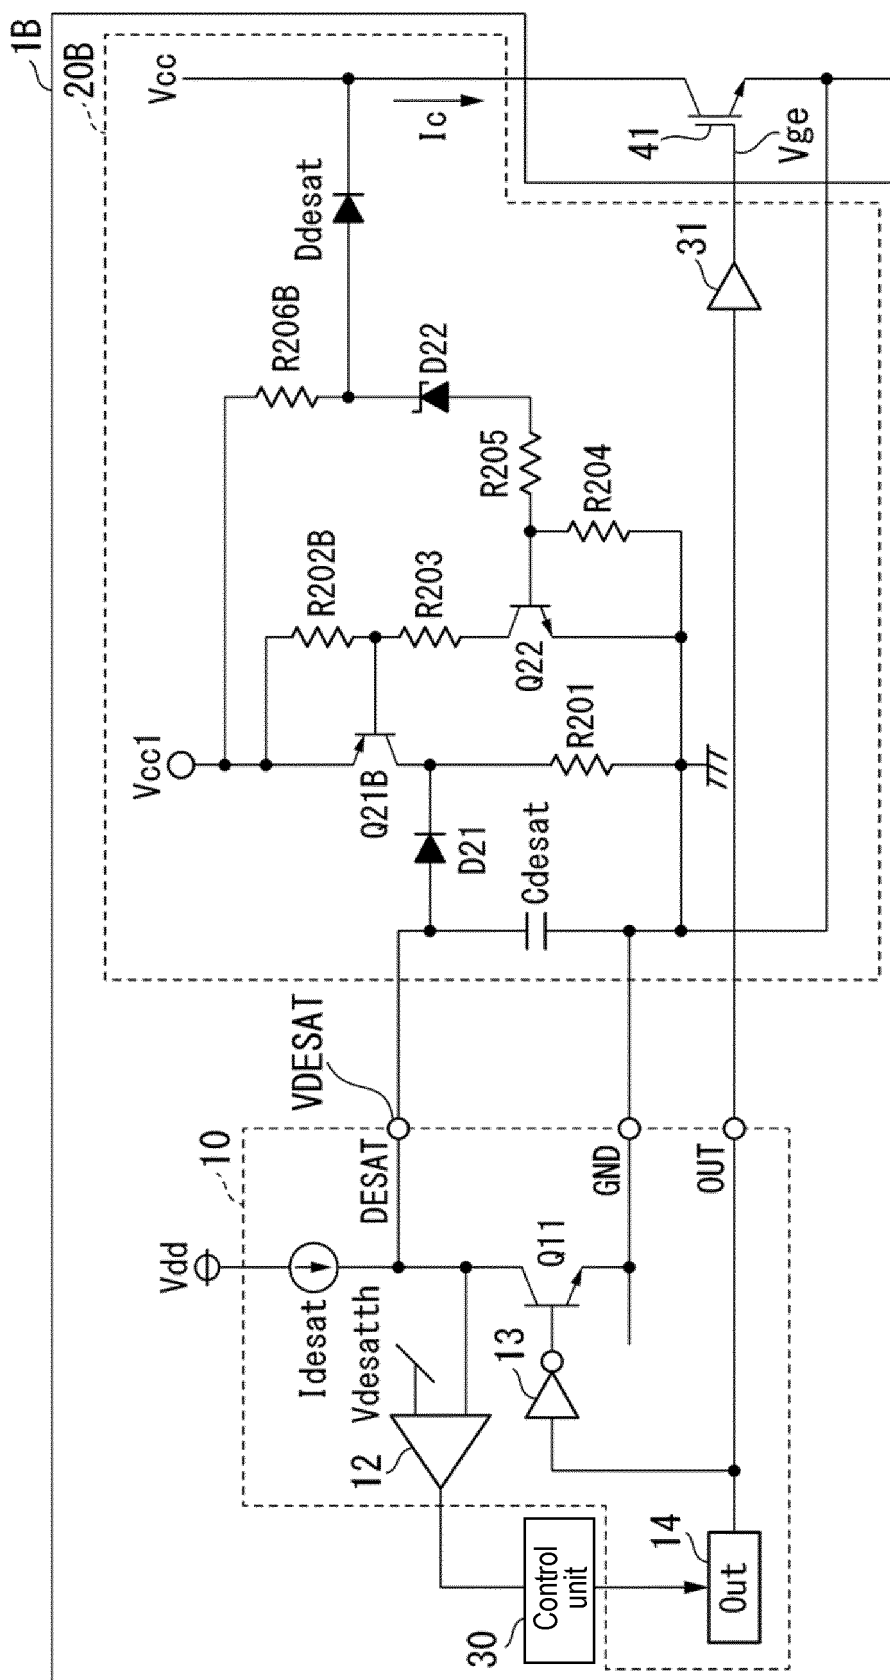 1B
20B
Vcc
Ic
41
Vge
Ddesat
31
R206B
D22
R205
R204
R202B
R203
Q22
Vcc1
Q21B
R201
D21
Cdesat
VDESAT
10
DESAT
GND
OUT
Vdd
Idesat
Q11
Vdesatth
13
12
14
Out
Control
unit
30